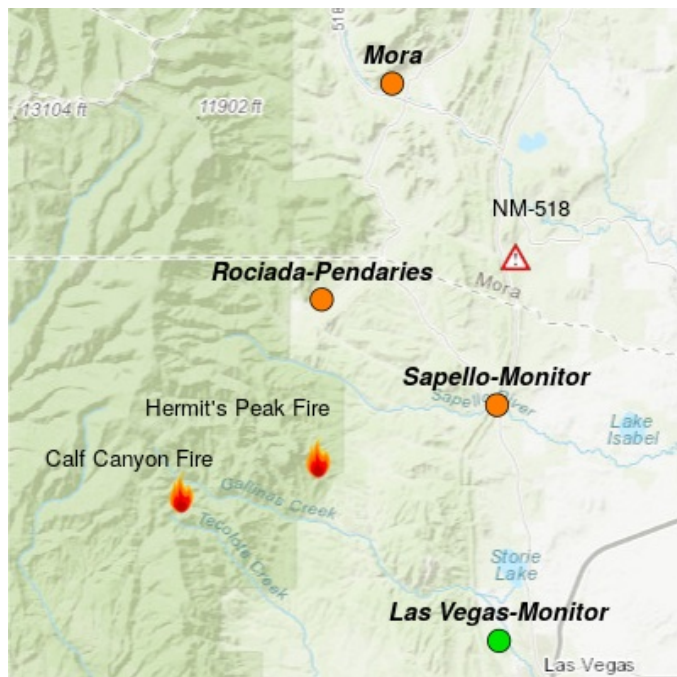 518
Mora
13104 ft
11902 ft
NM-518
Rociada-Pendaries
Mora
Sapello-Monitor
Sapello River
Hermit's Peak Fire
Lake
Isabel
Calf Canyon Fire
Gallinas Creek
Tecolote Creek
Storie
Lake
Las Vegas-Monitor
Las Vegas